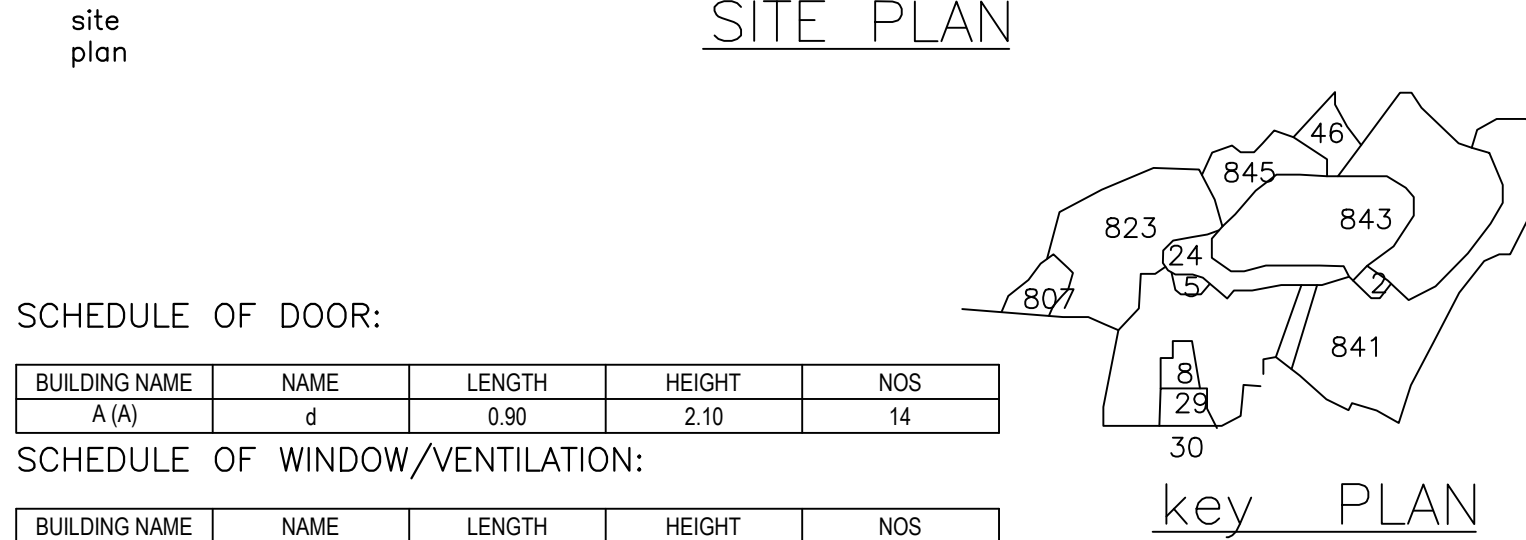 site
plan
SITE PLAN
46
845
843
823
24
5
2
807
841
8
29
30
key PLAN
SCHEDULE OF DOOR:
BUILDING NAME NAME LENGTH HEIGHT NOS
A (A) d 0.90 2.10 14
SCHEDULE OF WINDOW/VENTILATION:
BUILDING NAME NAME LENGTH HEIGHT NOS